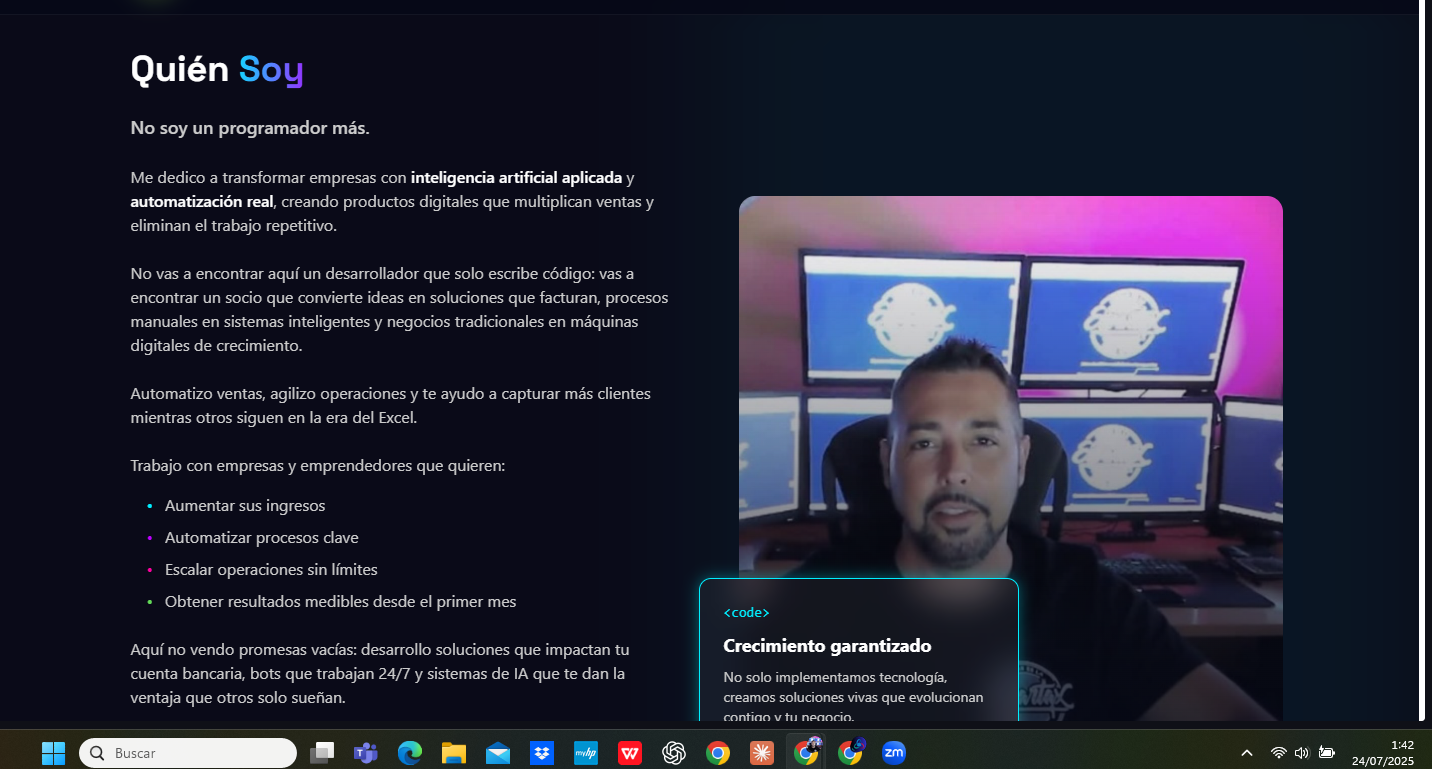 Quién Soy
No soy un programador más.
Me dedico a transformar empresas con inteligencia artificial aplicada y
automatización real, creando productos digitales que multiplican ventas y
eliminan el trabajo repetitivo.
No vas a encontrar aquí un desarrollador que solo escribe código: vas a
encontrar un socio que convierte ideas en soluciones que facturan, procesos
manuales en sistemas inteligentes y negocios tradicionales en máquinas
digitales de crecimiento.
Automatizo ventas, agilizo operaciones y te ayudo a capturar más clientes
mientras otros siguen en la era del Excel.
Trabajo con empresas y emprendedores que quieren:
• Aumentar sus ingresos
• Automatizar procesos clave
• Escalar operaciones sin límites
• Obtener resultados medibles desde el primer mes
Aquí no vendo promesas vacías: desarrollo soluciones que impactan tu
cuenta bancaria, bots que trabajan 24/7 y sistemas de IA que te dan la
ventaja que otros solo sueñan.
<code>
Crecimiento garantizado
No solo implementamos tecnología,
creamos soluciones vivas que evolucionan
contigo y tu negocio.
Buscar
myhp
zm
1:42
24/07/2025